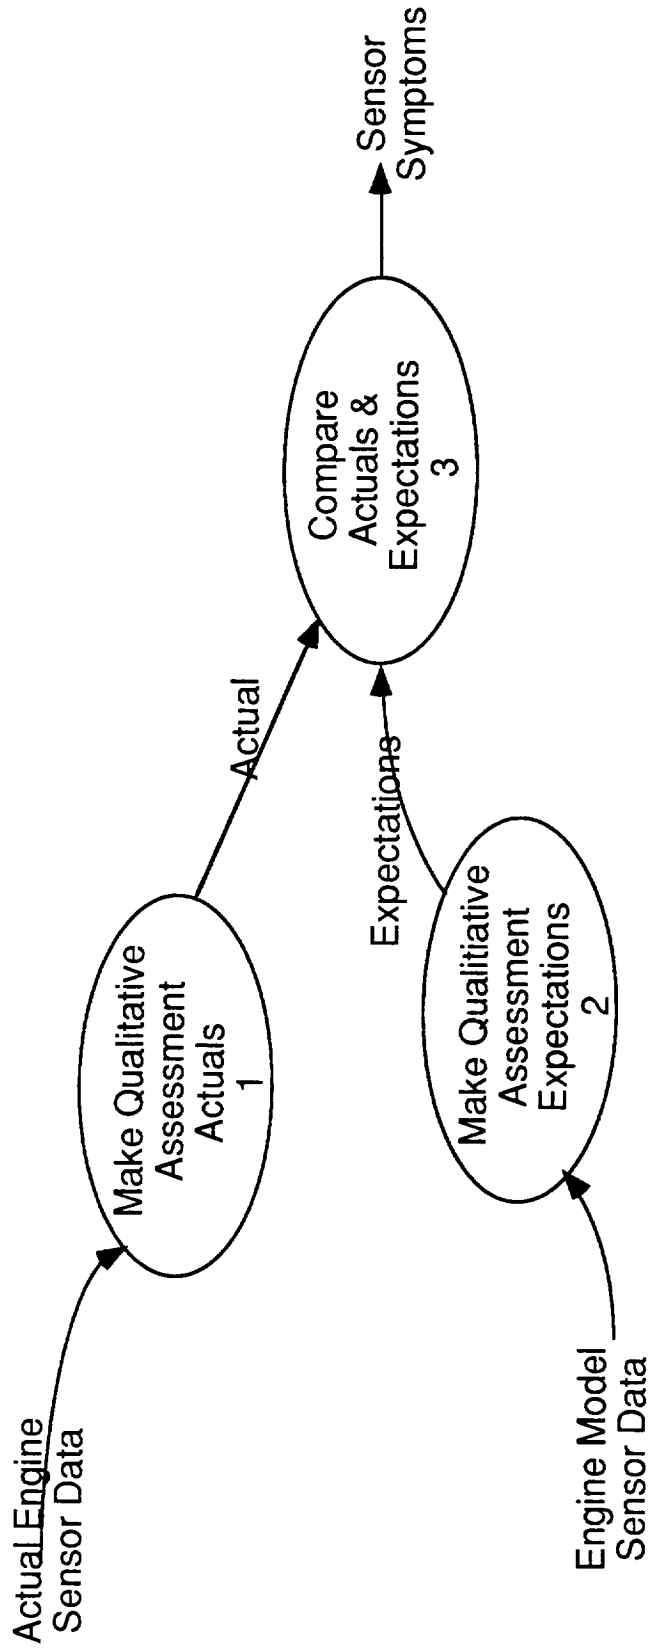 Actual Engine
Sensor Data
Make Qualitative
Assessment
Actuals
1
Actual
Engine Model
Sensor Data
Make Qualitiative
Assessment
Expectations
2
Expectations
Compare
Actuals &
Expectations
3
Sensor
Symptoms